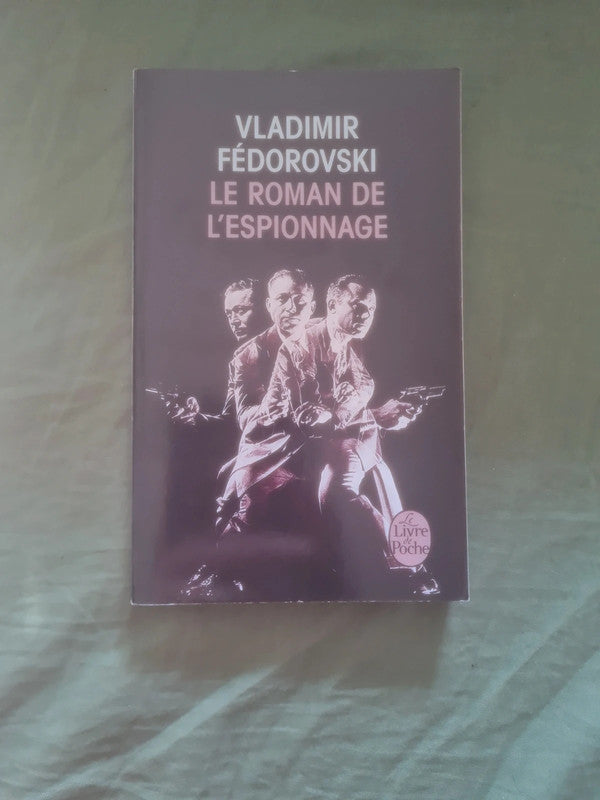 VLADIMIR
FÉDOROVSKI
LE ROMAN DE
L'ESPIONNAGE
Le
Livre
de
Poche